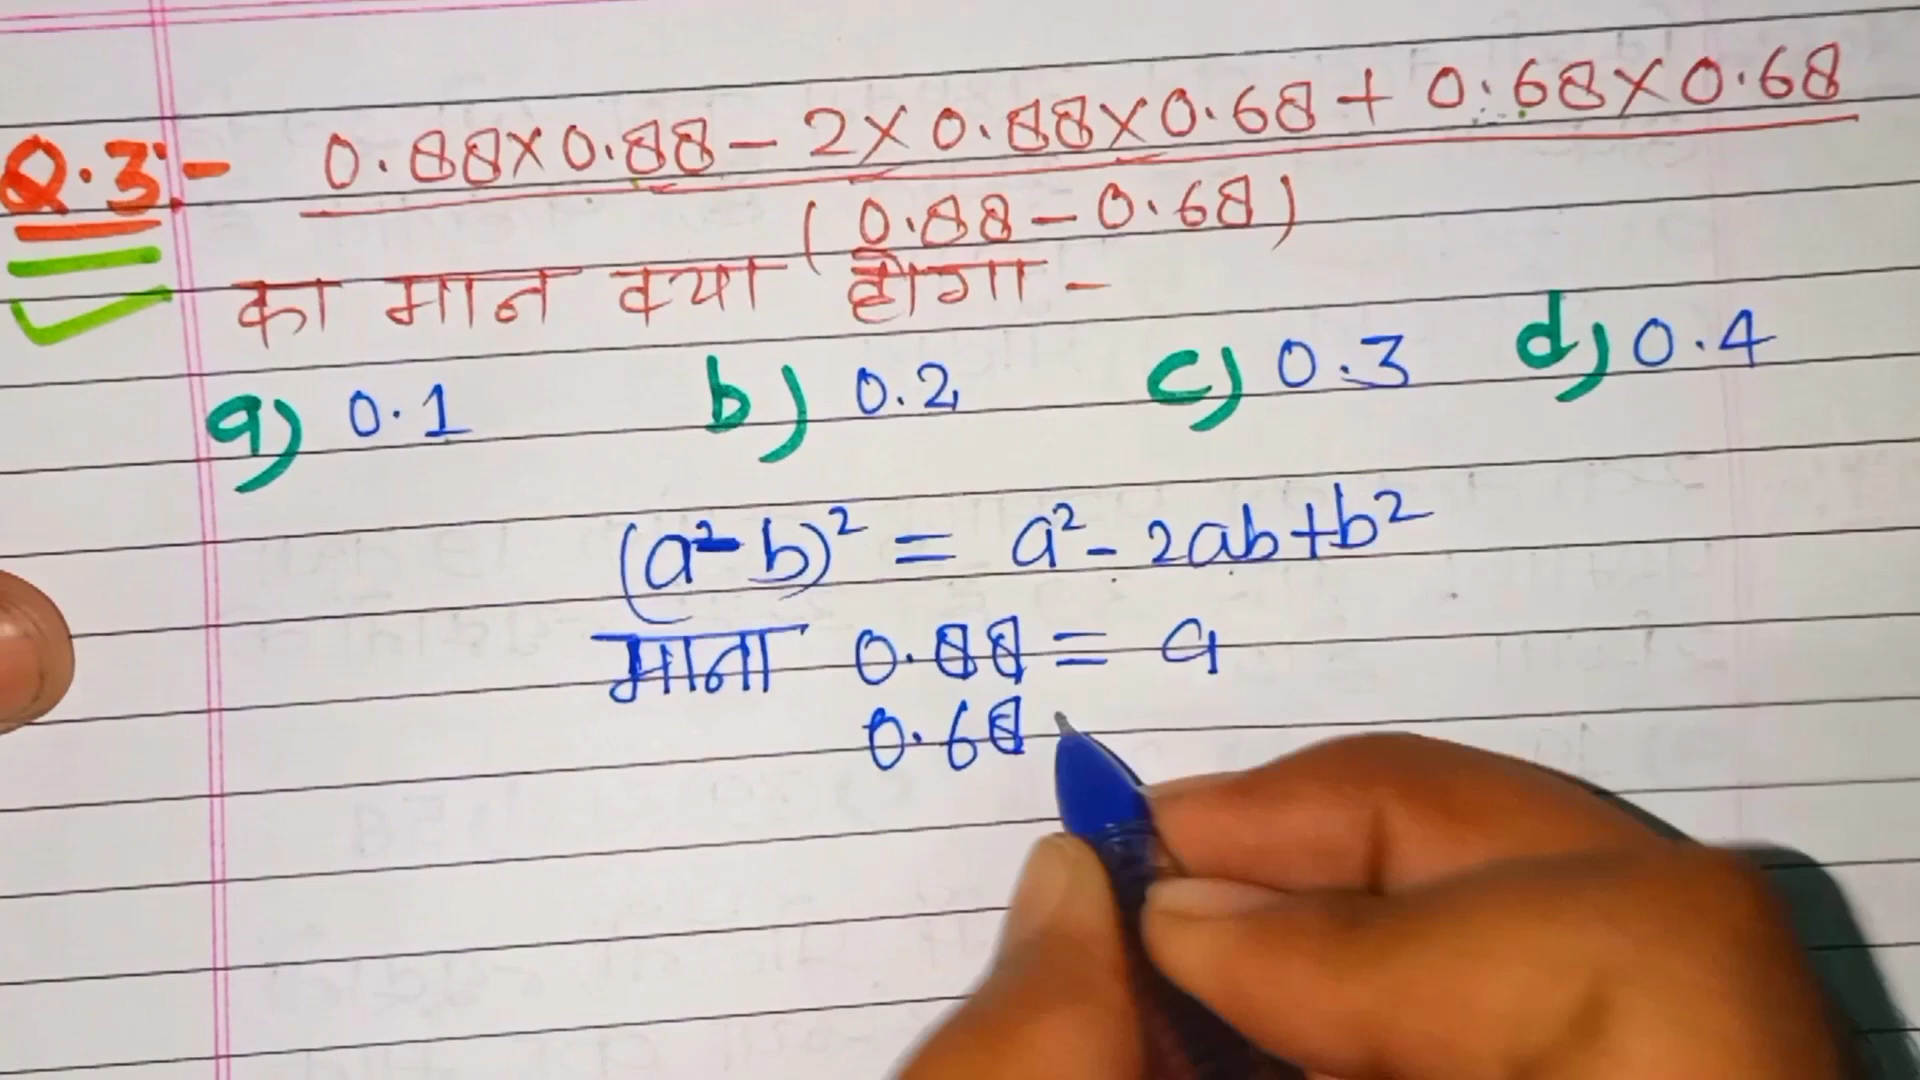 Q.3:- 0.88×0.88-2×0.88×0.68+0.68×0.68
(0.88-0.68)
का मान क्या होगा-
a) 0.1 b) 0.2 c) 0.3 d) 0.4
(a²-b)² = a²-2ab+b²
माना 0.88 = a
0.68